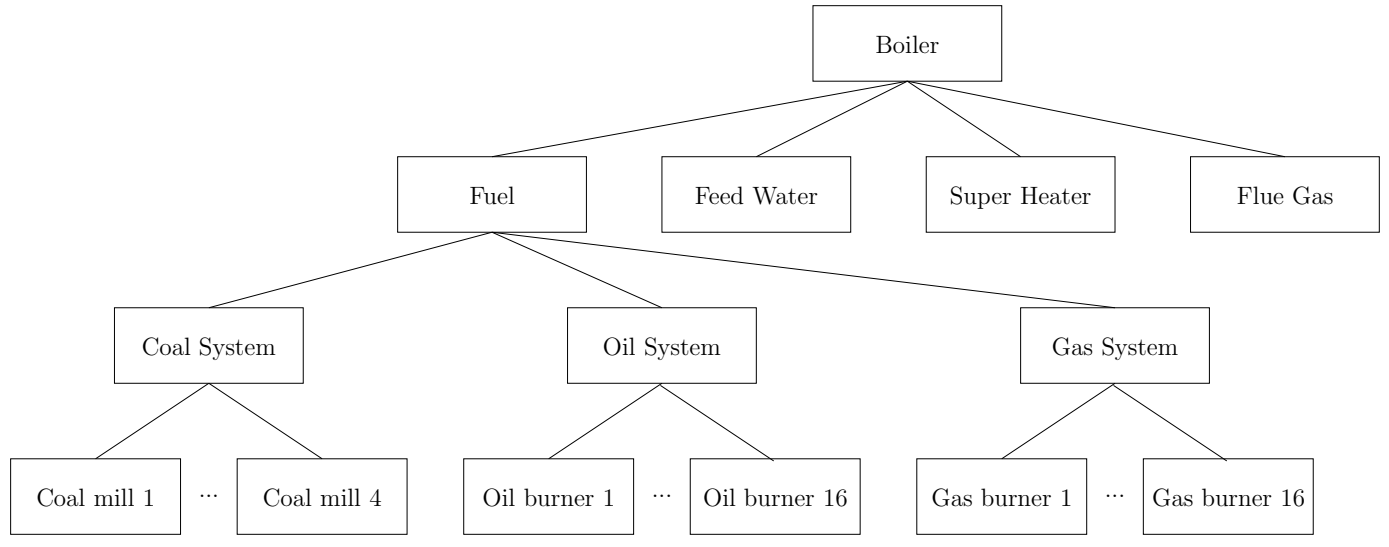 Boiler
Fuel
Feed Water
Super Heater
Flue Gas
Coal System
Oil System
Gas System
Coal mill 1
...
Coal mill 4
Oil burner 1
...
Oil burner 16
Gas burner 1
...
Gas burner 16